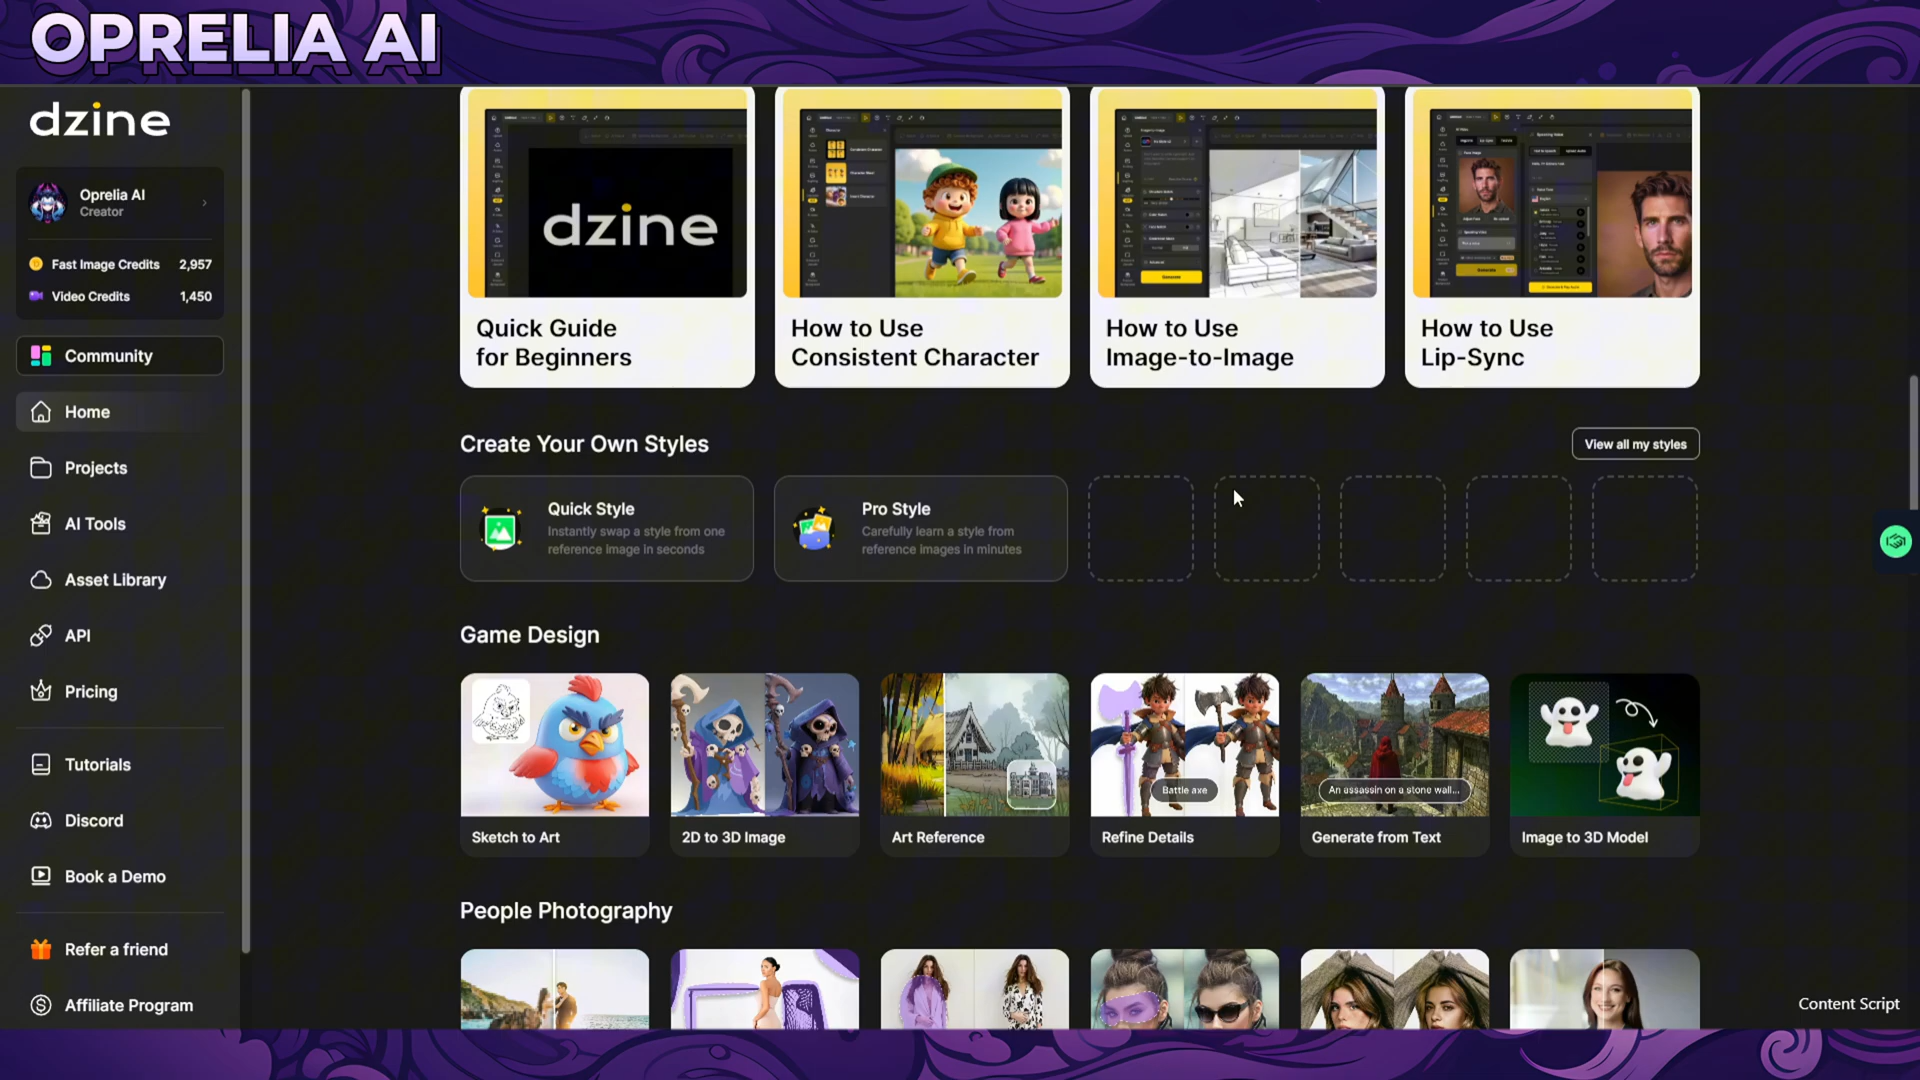 OPRELIA AI
dzine
Oprelia AI
Creator
Fast Image Credits 2,957
Video Credits 1,450
Community
Home
Projects
AI Tools
Asset Library
API
Pricing
Tutorials
Discord
Book a Demo
Refer a friend
Affiliate Program
dzine
Quick Guide
for Beginners
How to Use
Consistent Character
How to Use
Image-to-Image
How to Use
Lip-Sync
Create Your Own Styles
View all my styles
Quick Style
Instantly swap a style from one
reference image in seconds
Pro Style
Carefully learn a style from
reference images in minutes
Game Design
Battle axe
An assassin on a stone wall...
Sketch to Art
2D to 3D Image
Art Reference
Refine Details
Generate from Text
Image to 3D Model
People Photography
Content Script